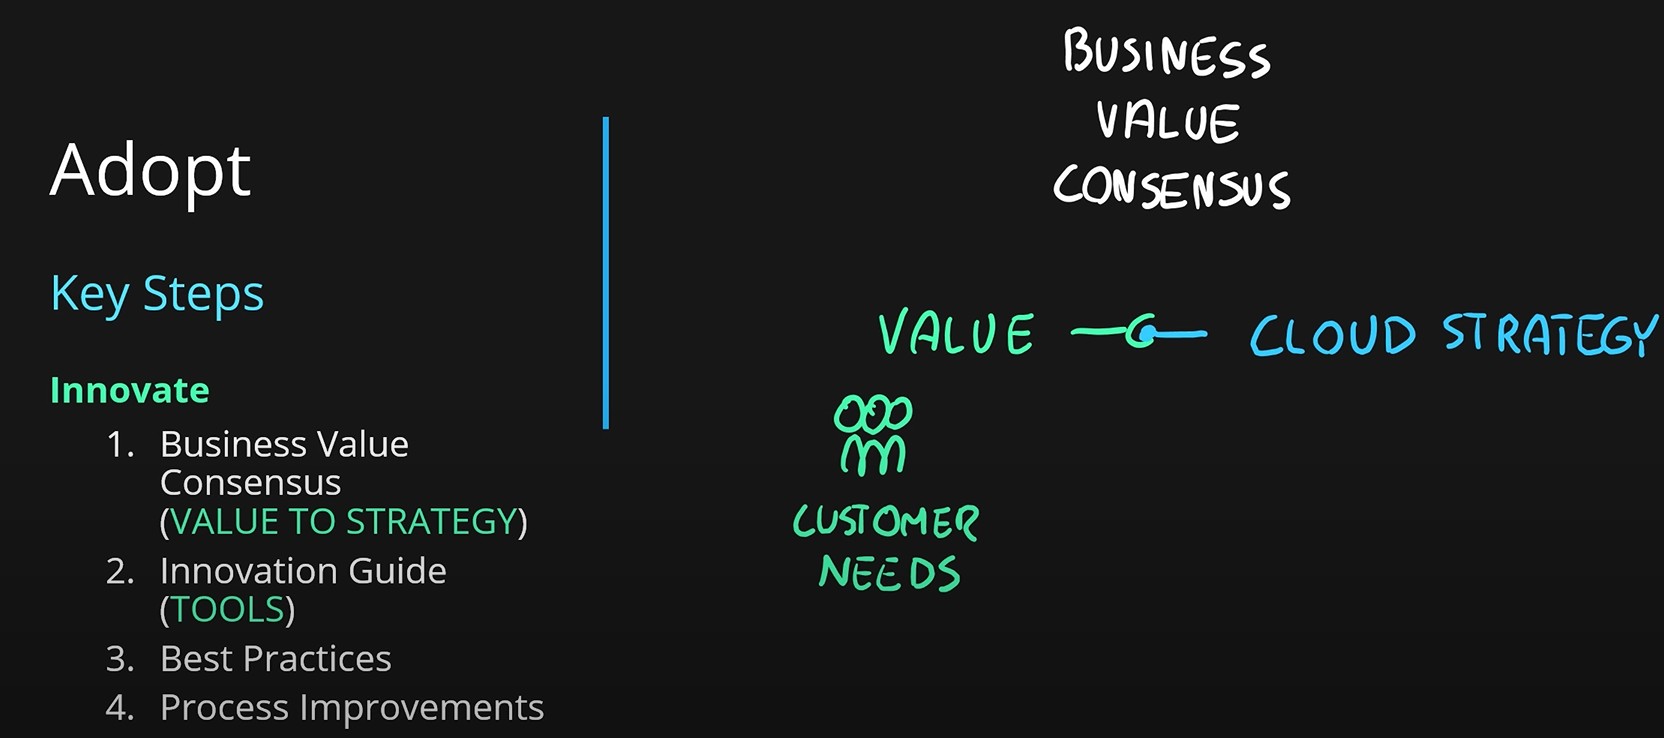 Adopt
Key Steps
Innovate
1. Business Value
Consensus
(VALUE TO STRATEGY)
2. Innovation Guide
(TOOLS)
3. Best Practices
4. Process Improvements
BUSINESS
VALUE
CONSENSUS
VALUE
CLOUD STRATEGY
CUSTOMER
NEEDS